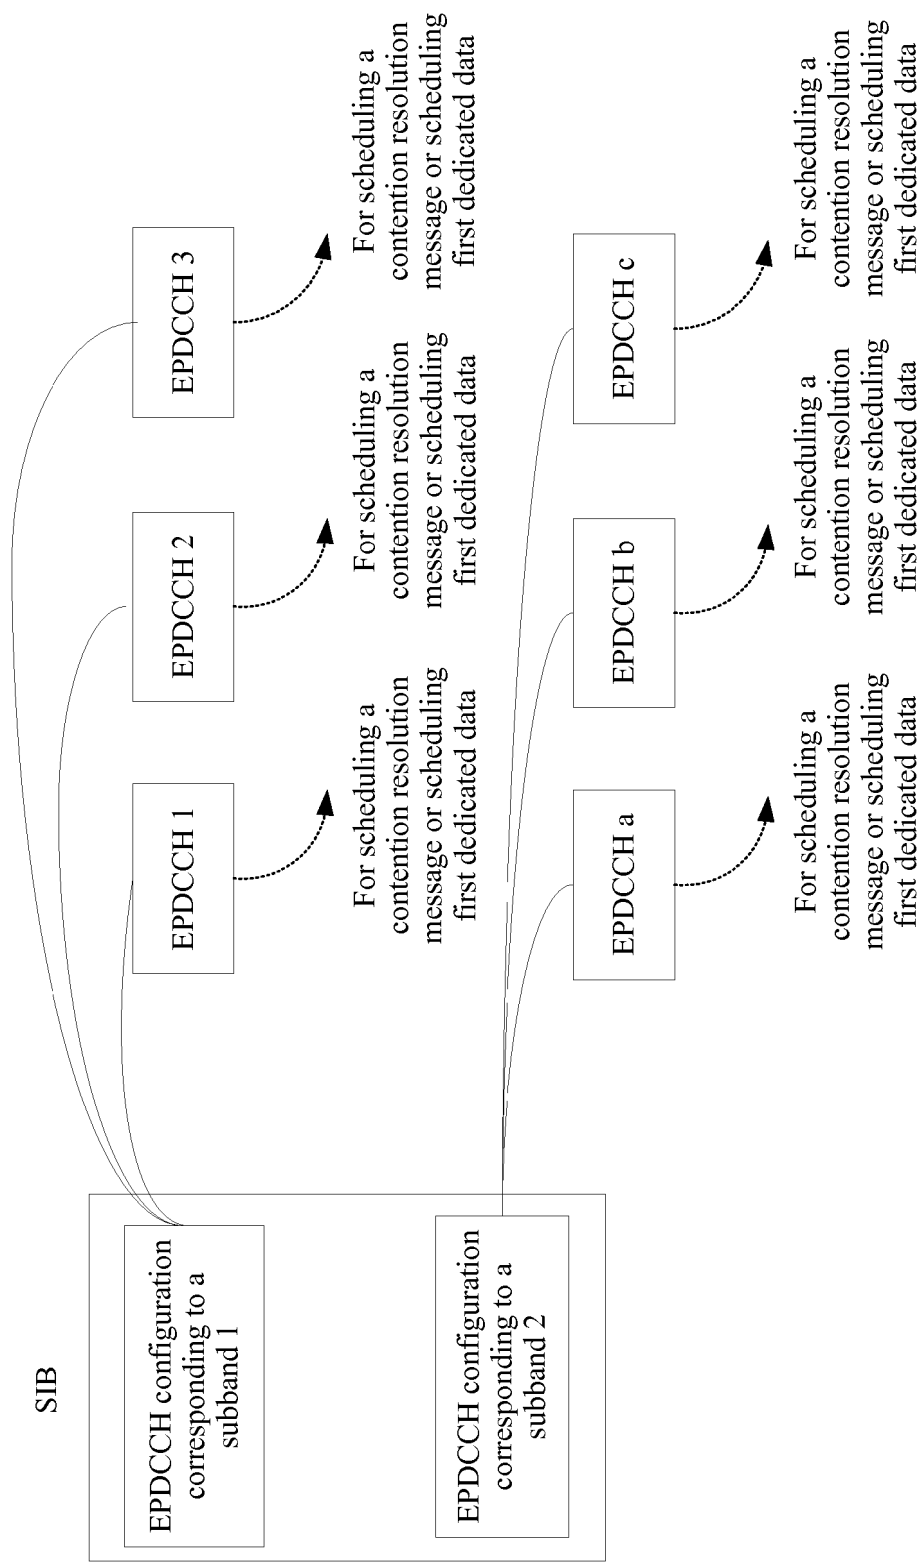 SIB
EPDCCH configuration
corresponding to a
subband 1
EPDCCH 1
EPDCCH 2
EPDCCH 3
For scheduling a
contention resolution
message or scheduling
first dedicated data
For scheduling a
contention resolution
message or scheduling
first dedicated data
For scheduling a
contention resolution
message or scheduling
first dedicated data
EPDCCH configuration
corresponding to a
subband 2
EPDCCH a
EPDCCH b
EPDCCH c
For scheduling a
contention resolution
message or scheduling
first dedicated data
For scheduling a
contention resolution
message or scheduling
first dedicated data
For scheduling a
contention resolution
message or scheduling
first dedicated data